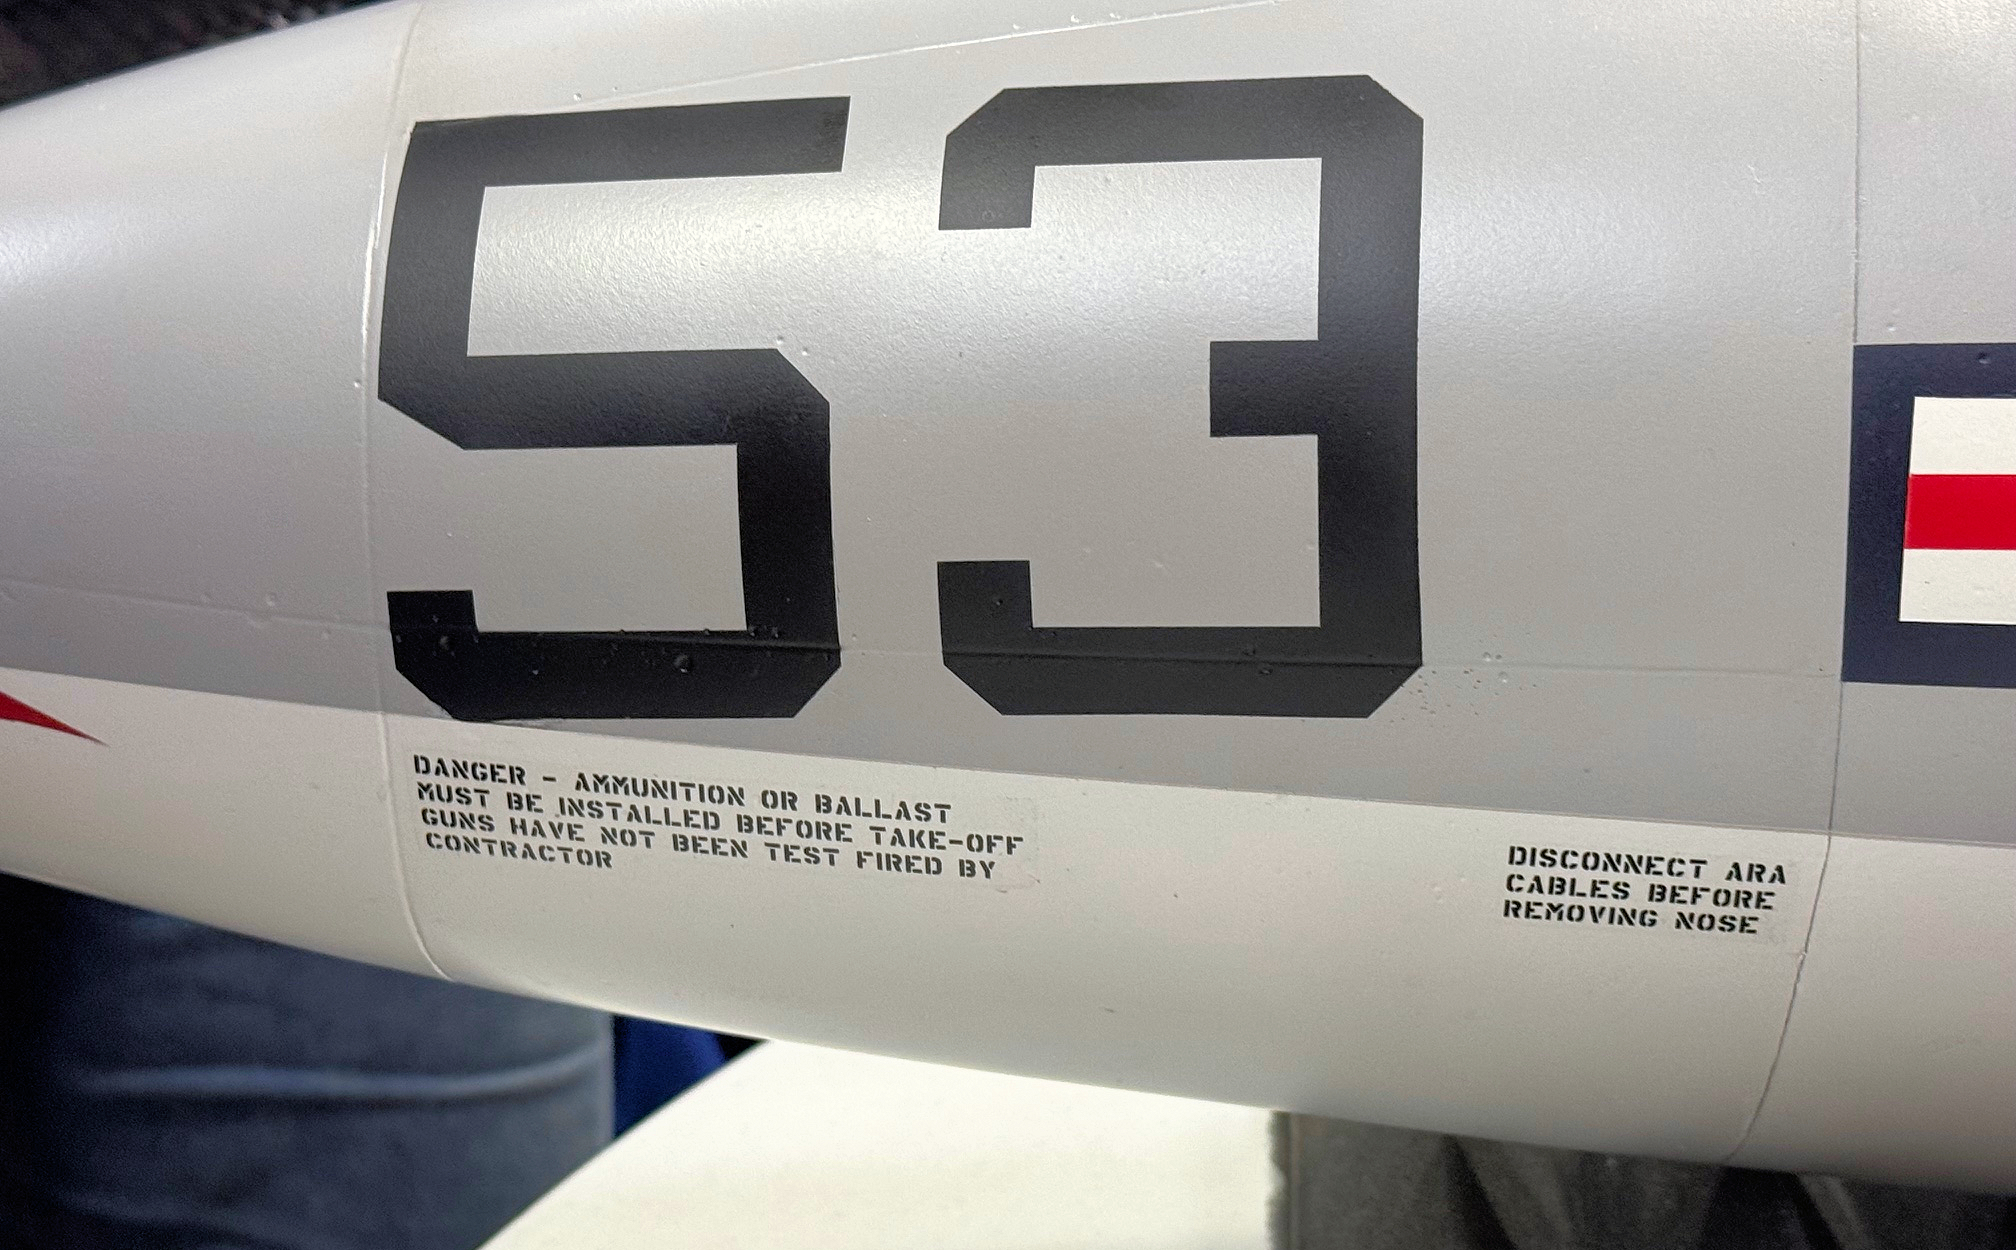 53
DANGER - AMMUNITION OR BALLAST
MUST BE INSTALLED BEFORE TAKE-OFF
GUNS HAVE NOT BEEN TEST FIRED BY
CONTRACTOR
DISCONNECT ARA
CABLES BEFORE
REMOVING NOSE